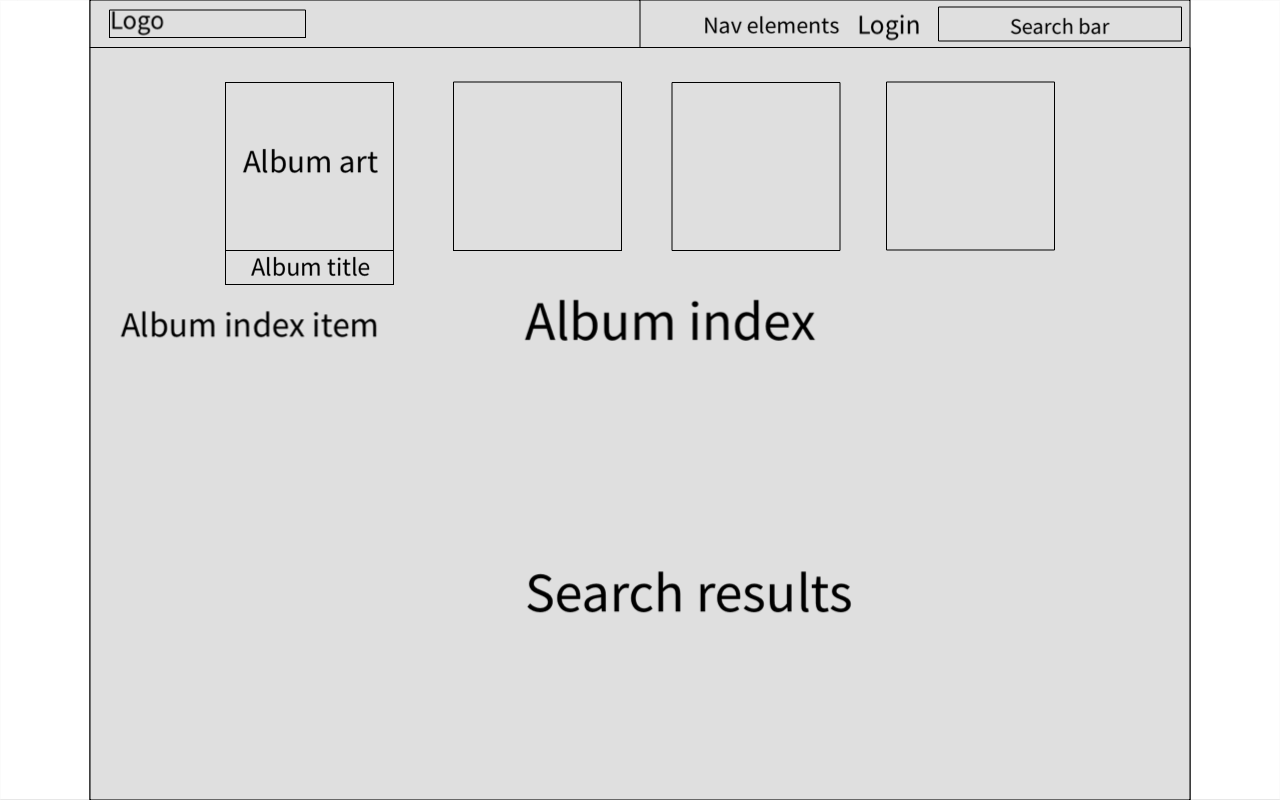 Logo
Nav elements
Login
Search bar
Album art
Album title
Album index item
Album index
Search results